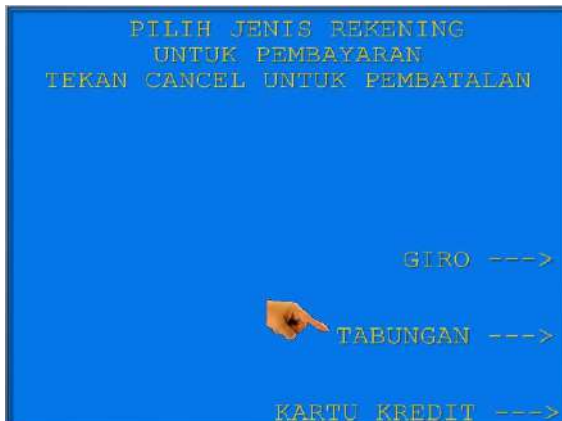 PILIH JENIS REKENING
UNTUK PEMBAYARAN
TEKAN CANCEL UNTUK PEMBATALAN
GIRO --->
TABUNGAN --->
KARTU KREDIT --->